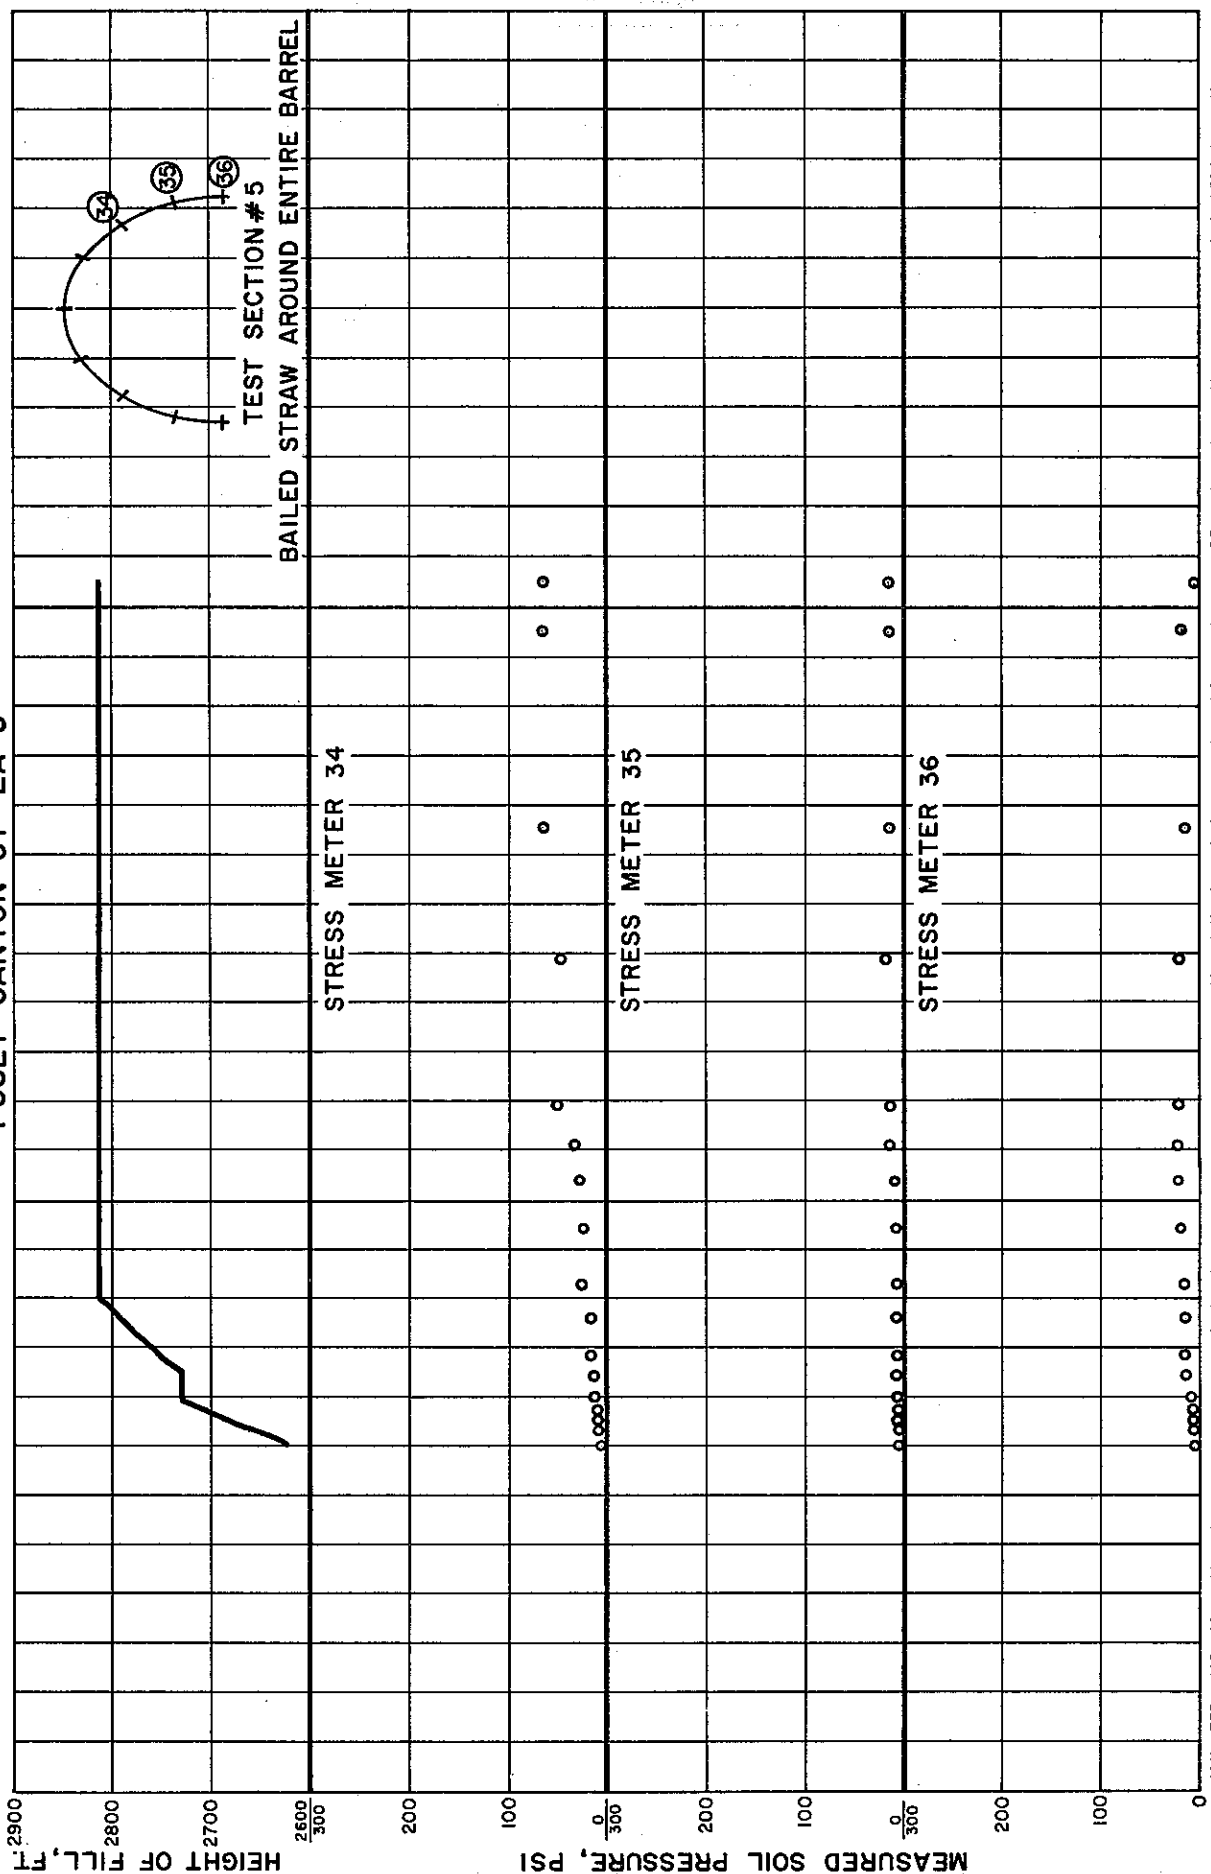 HEIGHT OF FILL, FT.
2900
2800
2700
2600
300
200
100
0
300
200
100
0
300
200
100
0
MEASURED SOIL PRESSURE, PSI
34
35
36
TEST SECTION #5
BAILED STRAW AROUND ENTIRE BARREL
STRESS METER 34
STRESS METER 35
STRESS METER 36